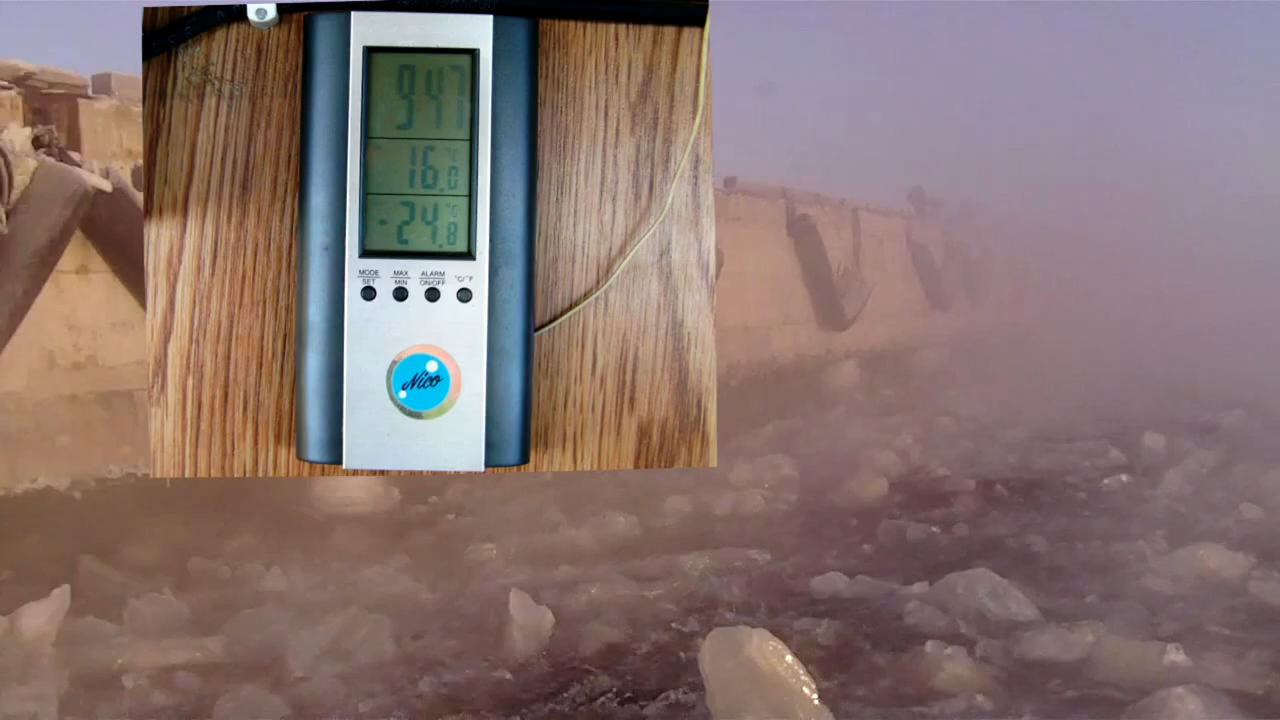 9:47
16.0 °C
-24.8 °C
MODE MAX ALARM °C/°F
SET MIN ON/OFF
Nico